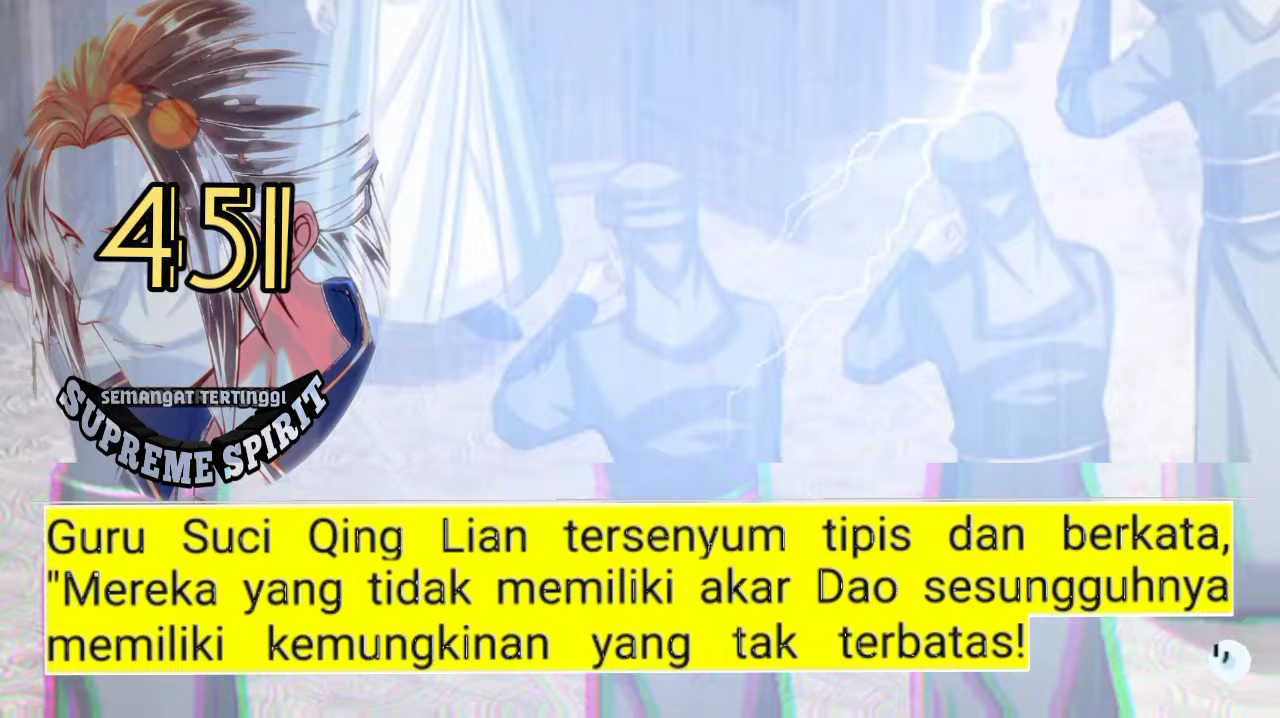 451
SEMANGAT TERTINGGI
SUPREME SPIRIT
Guru Suci Qing Lian tersenyum tipis dan berkata,
"Mereka yang tidak memiliki akar Dao sesungguhnya
memiliki kemungkinan yang tak terbatas!